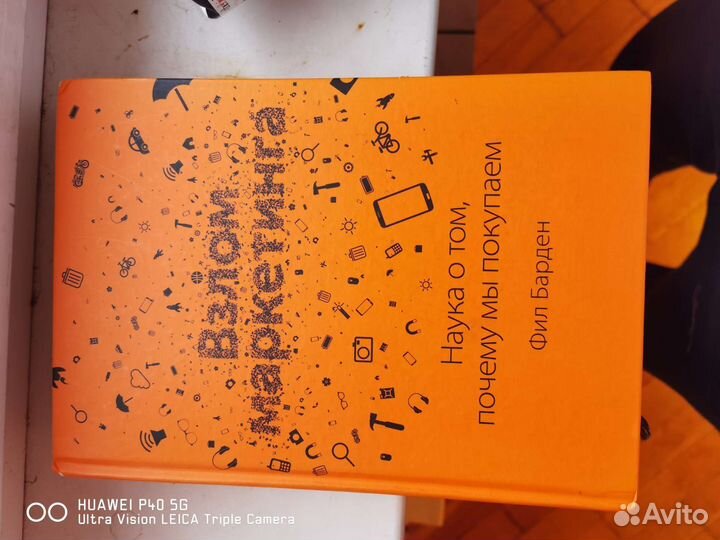 Взлом
маркетинга
Наука о том,
почему мы покупаем
Фил Барден
HUAWEI P40 5G
Ultra Vision LEICA Triple Camera
Avito